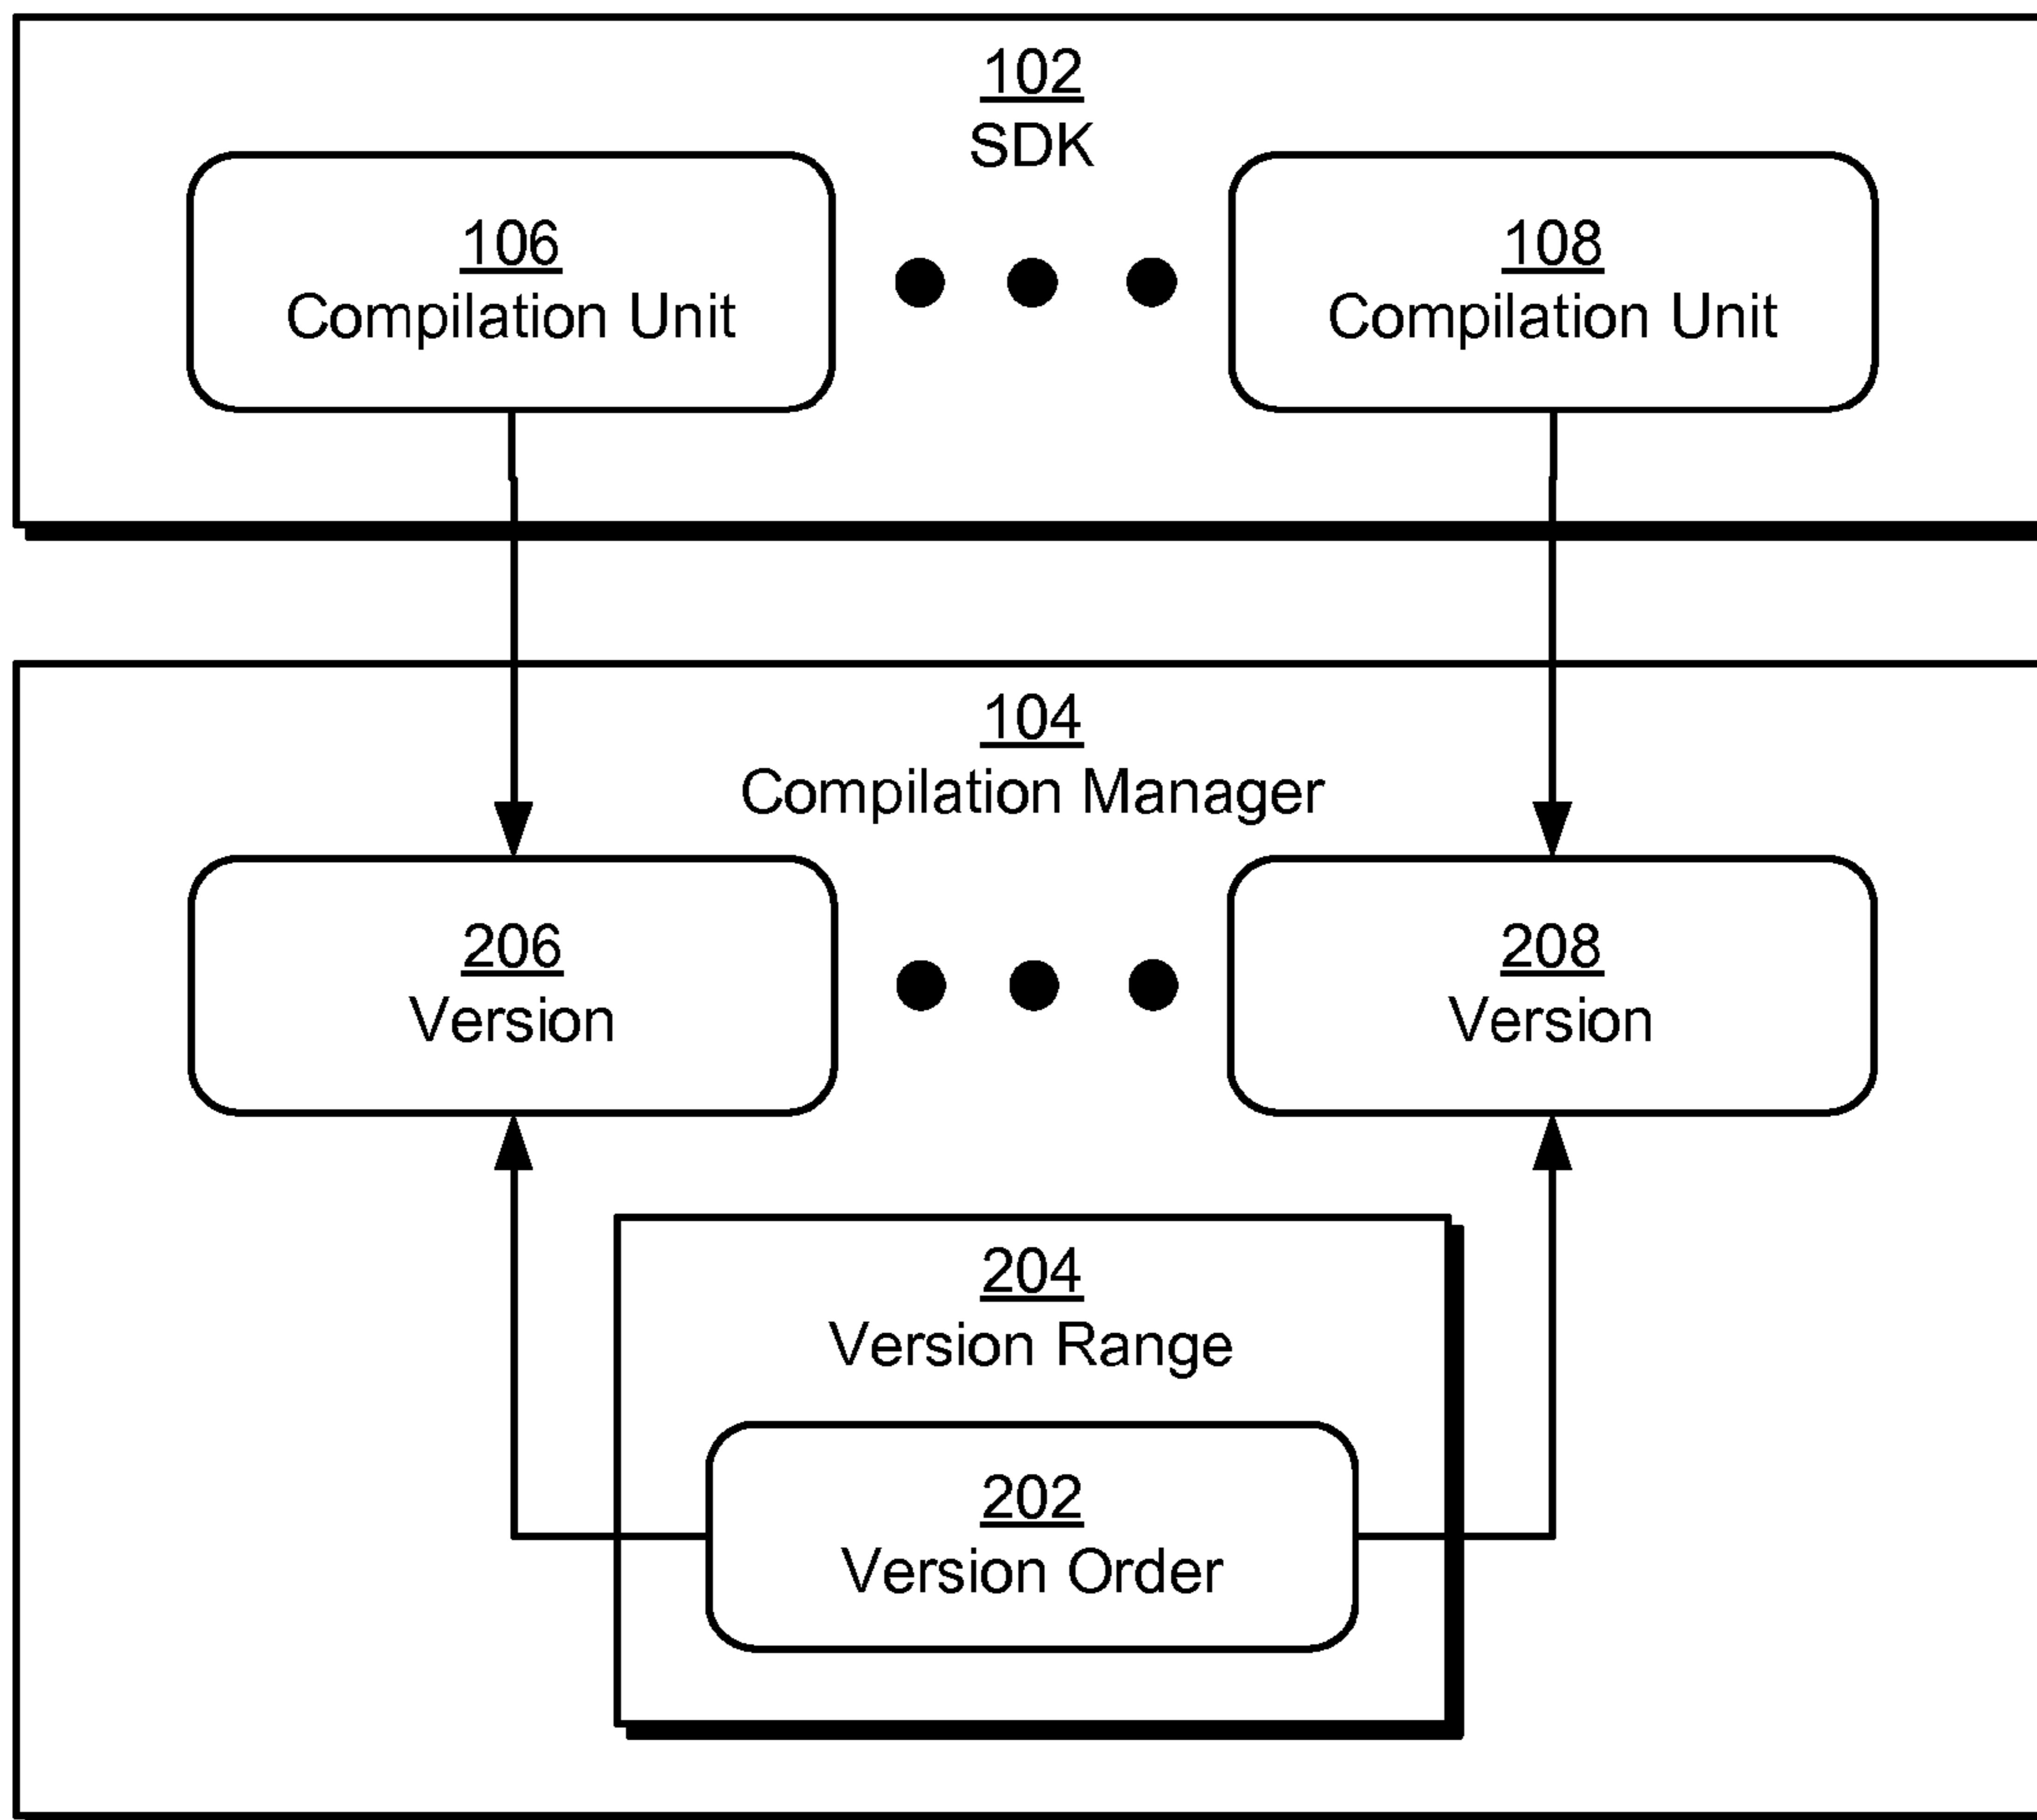 102
SDK
106
Compilation Unit
108
Compilation Unit
104
Compilation Manager
206
Version
208
Version
204
Version Range
202
Version Order